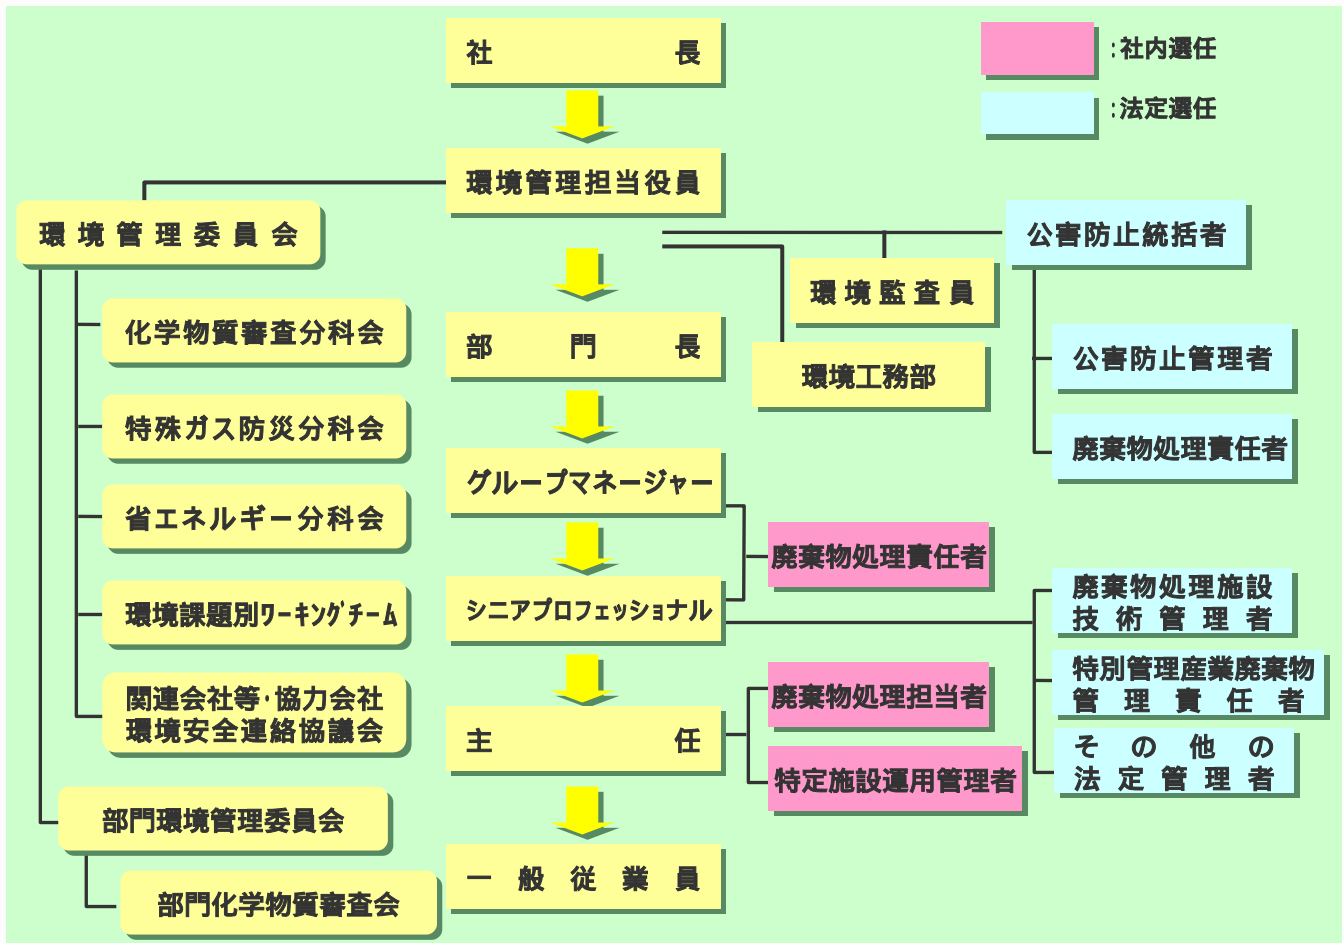 社長
:社内選任
:法定選任
環境管理担当役員
環境管理委員会
公害防止統括者
環境監査員
化学物質審査分科会
部門長
環境工務部
公害防止管理者
特殊ガス防災分科会
廃棄物処理責任者
グループマネージャー
省エネルギー分科会
廃棄物処理責任者
シニアプロフェッショナル
廃棄物処理施設
技術管理者
環境課題別ワーキングチーム
特別管理産業廃棄物
管理責任者
廃棄物処理担当者
関連会社等・協力会社
環境安全連絡協議会
主任
その他の
法定管理者
特定施設運用管理者
部門環境管理委員会
一般従業員
部門化学物質審査会